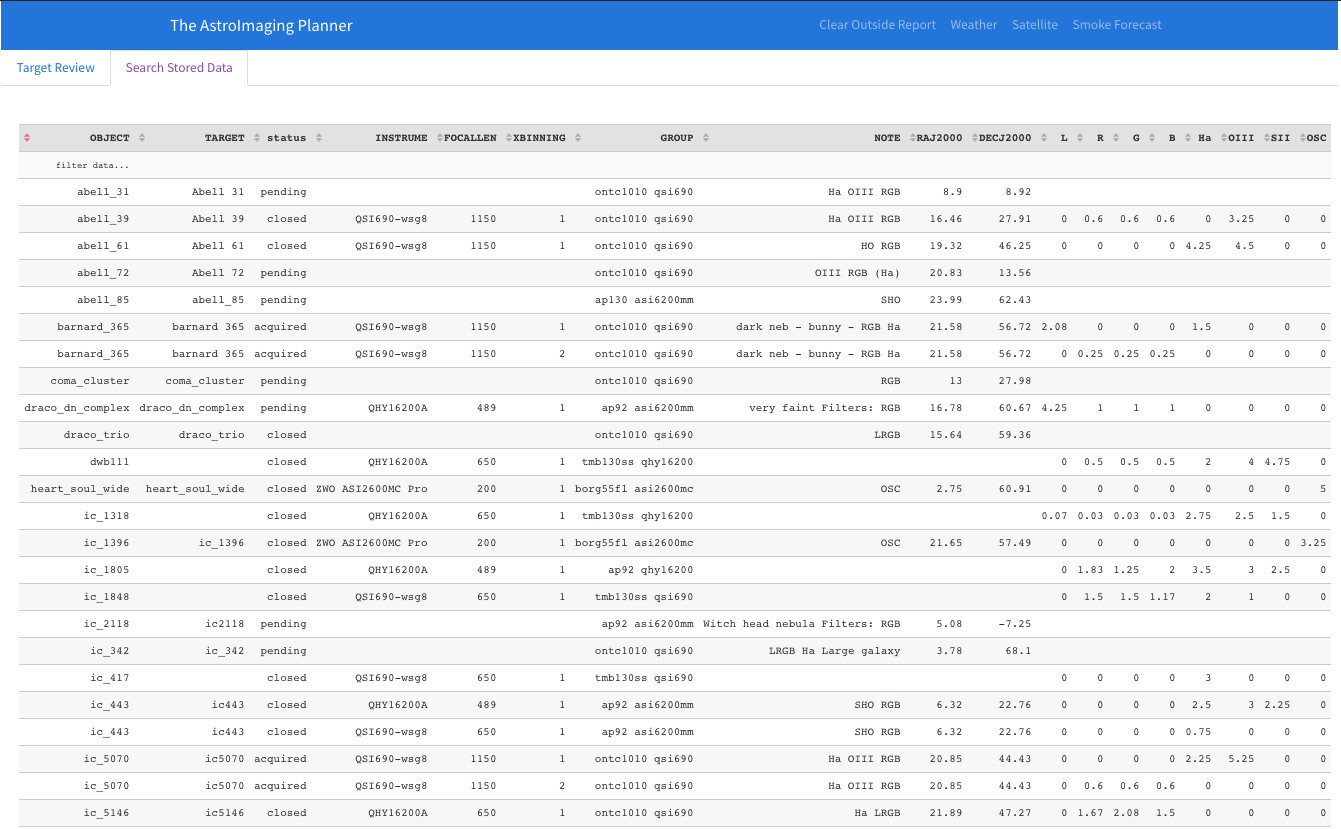 The AstroImaging Planner Clear Outside Report Weather Satellite Smoke Forecast
Target Review Search Stored Data
OBJECT TARGET status INSTRUME FOCALLEN XBINNING GROUP NOTE RAJ2000 DECJ2000 L R G B Ha OIII SII OSC
filter data...
abell_31 Abell 31 pending ontc1010 qsi690 Ha OIII RGB 8.9 8.92
abell_39 Abell 39 closed QSI690-wsg8 1150 1 ontc1010 qsi690 Ha OIII RGB 16.46 27.91 0 0.6 0.6 0.6 0 3.25 0 0
abell_61 Abell 61 closed QSI690-wsg8 1150 1 ontc1010 qsi690 HO RGB 19.32 46.25 0 0 0 0 4.25 4.5 0 0
abell_72 Abell 72 pending ontc1010 qsi690 OIII RGB (Ha) 20.83 13.56
abell_85 abell_85 pending ap130 asi6200mm SHO 23.99 62.43
barnard_365 barnard 365 acquired QSI690-wsg8 1150 1 ontc1010 qsi690 dark neb - bunny - RGB Ha 21.58 56.72 2.08 0 0 0 1.5 0 0 0
barnard_365 barnard 365 acquired QSI690-wsg8 1150 2 ontc1010 qsi690 dark neb - bunny - RGB Ha 21.58 56.72 0 0.25 0.25 0.25 0 0 0 0
coma_cluster coma_cluster pending ontc1010 qsi690 RGB 13 27.98
draco_dn_complex draco_dn_complex pending QHY16200A 489 1 ap92 asi6200mm very faint Filters: RGB 16.78 60.67 4.25 1 1 1 0 0 0 0
draco_trio draco_trio closed ontc1010 qsi690 LRGB 15.64 59.36
dwb111 closed QHY16200A 650 1 tmb130ss qhy16200 0 0.5 0.5 0.5 2 4 4.75 0
heart_soul_wide heart_soul_wide closed ZWO ASI2600MC Pro 200 1 borg55fl asi2600mc OSC 2.75 60.91 0 0 0 0 0 0 0 5
ic_1318 closed QHY16200A 650 1 tmb130ss qhy16200 0.07 0.03 0.03 0.03 2.75 2.5 1.5 0
ic_1396 ic_1396 closed ZWO ASI2600MC Pro 200 1 borg55fl asi2600mc OSC 21.65 57.49 0 0 0 0 0 0 0 3.25
ic_1805 closed QHY16200A 489 1 ap92 qhy16200 0 1.83 1.25 2 3.5 3 2.5 0
ic_1848 closed QSI690-wsg8 650 1 tmb130ss qsi690 0 1.5 1.5 1.17 2 1 0 0
ic_2118 ic2118 pending ap92 asi6200mm Witch head nebula Filters: RGB 5.08 -7.25
ic_342 ic_342 pending ontc1010 qsi690 LRGB Ha Large galaxy 3.78 68.1
ic_417 closed QSI690-wsg8 650 1 tmb130ss qsi690 0 0 0 0 3 0 0 0
ic_443 ic443 closed QHY16200A 489 1 ap92 asi6200mm SHO RGB 6.32 22.76 0 0 0 0 2.5 3 2.25 0
ic_443 ic443 closed QSI690-wsg8 650 1 ap92 asi6200mm SHO RGB 6.32 22.76 0 0 0 0 0.75 0 0 0
ic_5070 ic5070 acquired QSI690-wsg8 1150 1 ontc1010 qsi690 Ha OIII RGB 20.85 44.43 0 0 0 0 2.25 5.25 0 0
ic_5070 ic5070 acquired QSI690-wsg8 1150 2 ontc1010 qsi690 Ha OIII RGB 20.85 44.43 0 0.6 0.6 0.6 0 0 0 0
ic_5146 ic5146 closed QHY16200A 650 1 ontc1010 qsi690 Ha LRGB 21.89 47.27 0 1.67 2.08 1.5 0 0 0 0